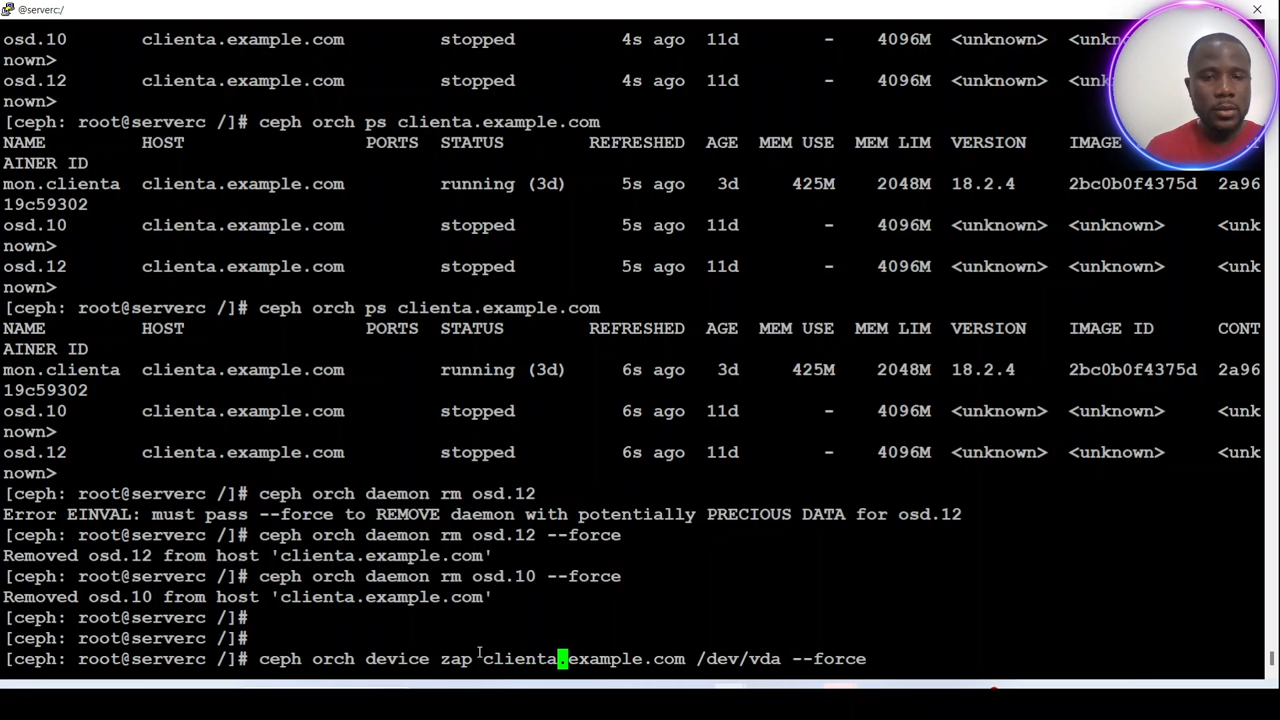 @serverc:/
osd.10 clienta.example.com stopped 4s ago 11d - 4096M <unknown> <unkn
nown>
osd.12 clienta.example.com stopped 4s ago 11d - 4096M <unknown>
nown>
[ceph: root@serverc /]# ceph orch ps clienta.example.com
NAME HOST PORTS STATUS REFRESHED AGE MEM USE MEM LIM VERSION IMAGE
AINER ID
mon.clienta clienta.example.com running (3d) 5s ago 3d 425M 2048M 18.2.4 2bc0b0f4375d 2a96
19c59302
osd.10 clienta.example.com stopped 5s ago 11d - 4096M <unknown> <unknown> <unk
nown>
osd.12 clienta.example.com stopped 5s ago 11d - 4096M <unknown> <unknown> <unk
nown>
[ceph: root@serverc /]# ceph orch ps clienta.example.com
NAME HOST PORTS STATUS REFRESHED AGE MEM USE MEM LIM VERSION IMAGE ID CONT
AINER ID
mon.clienta clienta.example.com running (3d) 6s ago 3d 425M 2048M 18.2.4 2bc0b0f4375d 2a96
19c59302
osd.10 clienta.example.com stopped 6s ago 11d - 4096M <unknown> <unknown> <unk
nown>
osd.12 clienta.example.com stopped 6s ago 11d - 4096M <unknown> <unknown> <unk
nown>
[ceph: root@serverc /]# ceph orch daemon rm osd.12
Error EINVAL: must pass --force to REMOVE daemon with potentially PRECIOUS DATA for osd.12
[ceph: root@serverc /]# ceph orch daemon rm osd.12 --force
Removed osd.12 from host 'clienta.example.com'
[ceph: root@serverc /]# ceph orch daemon rm osd.10 --force
Removed osd.10 from host 'clienta.example.com'
[ceph: root@serverc /]#
[ceph: root@serverc /]#
[ceph: root@serverc /]# ceph orch device zap clienta.example.com /dev/vda --force